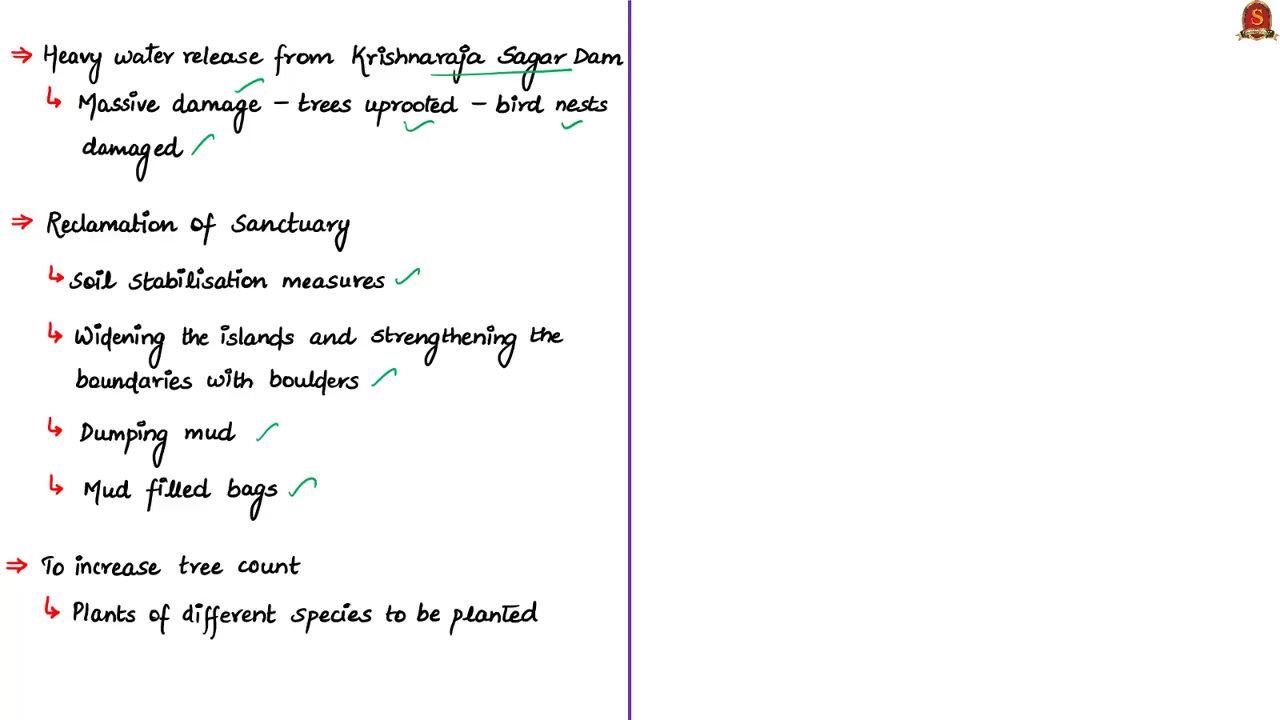 ⇒ Heavy water release from Krishnaraja Sagar Dam
↳ Massive damage – trees uprooted – bird nests
damaged
⇒ Reclamation of Sanctuary
↳ Soil stabilisation measures
↳ Widening the islands and strengthening the
boundaries with boulders
↳ Dumping mud
↳ Mud filled bags
⇒ To increase tree count
↳ Plants of different species to be planted
S